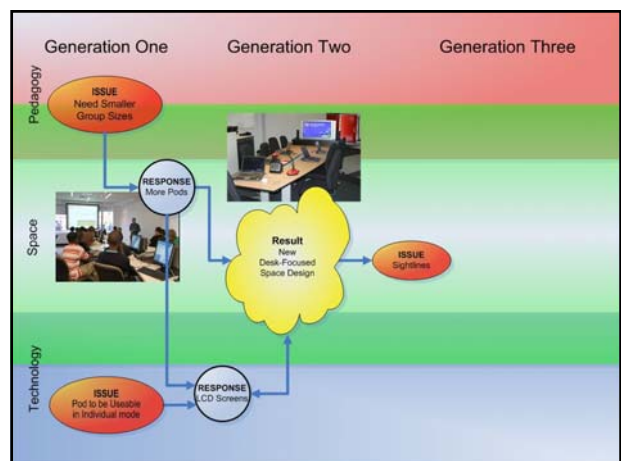 Generation One
Generation Two
Generation Three
Pedagogy
ISSUE
Need Smaller
Group Sizes
RESPONSE
More Pods
Space
Result
New
Desk-Focused
Space Design
ISSUE
Sightlines
Technology
ISSUE
Pod to be Useable
in Individual mode
RESPONSE
LCD Screens